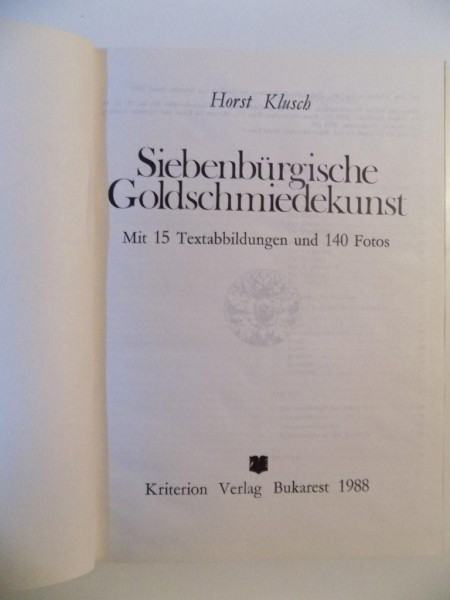 Horst Klusch
Siebenbürgische
Goldschmiedekunst
Mit 15 Textabbildungen und 140 Fotos
Kriterion Verlag Bukarest 1988